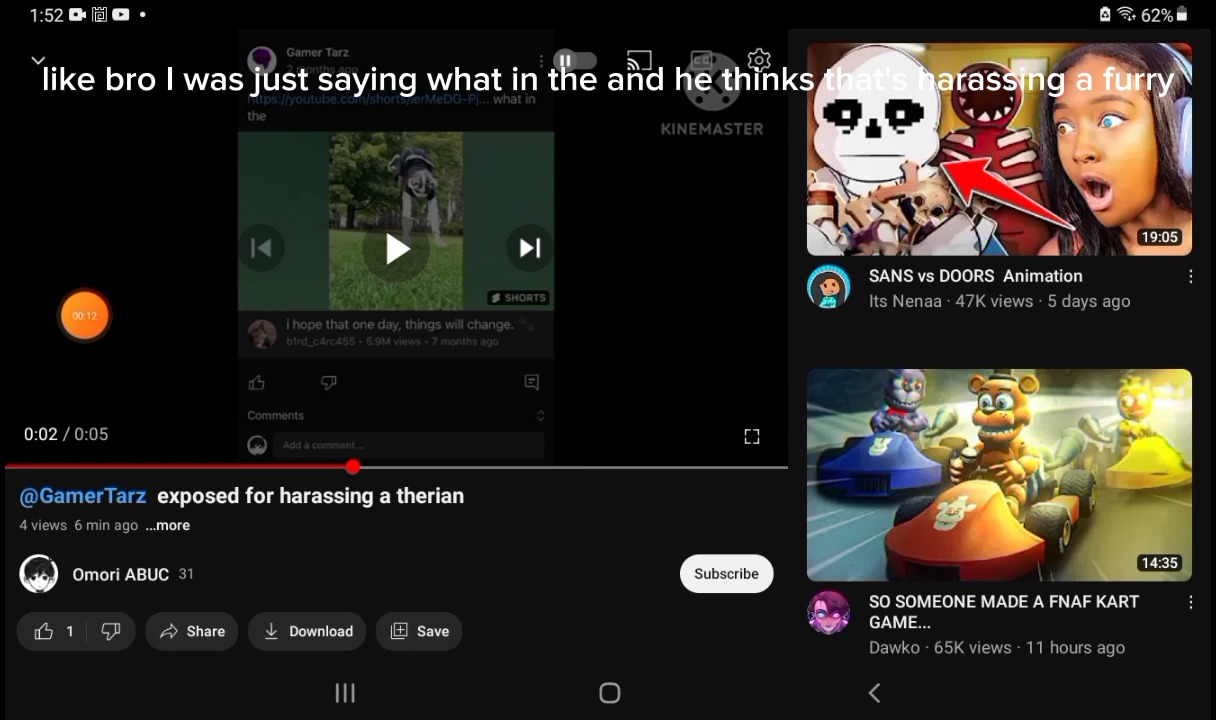 1:52
62%
Gamer Tarz
2 months ago
like bro I was just saying what in the and he thinks that's harassing a furry
what in
the
KINEMASTER
SHORTS
i hope that one day, things will change.
b1rd_c4rc455 • 5.9M views • 7 months ago
00:12
Comments
Add a comment...
0:02 / 0:05
@GamerTarz exposed for harassing a therian
4 views 6 min ago ...more
Omori ABUC 31
Subscribe
1
Share
Download
Save
19:05
SANS vs DOORS Animation
Its Nenaa · 47K views · 5 days ago
14:35
SO SOMEONE MADE A FNAF KART
GAME...
Dawko · 65K views · 11 hours ago